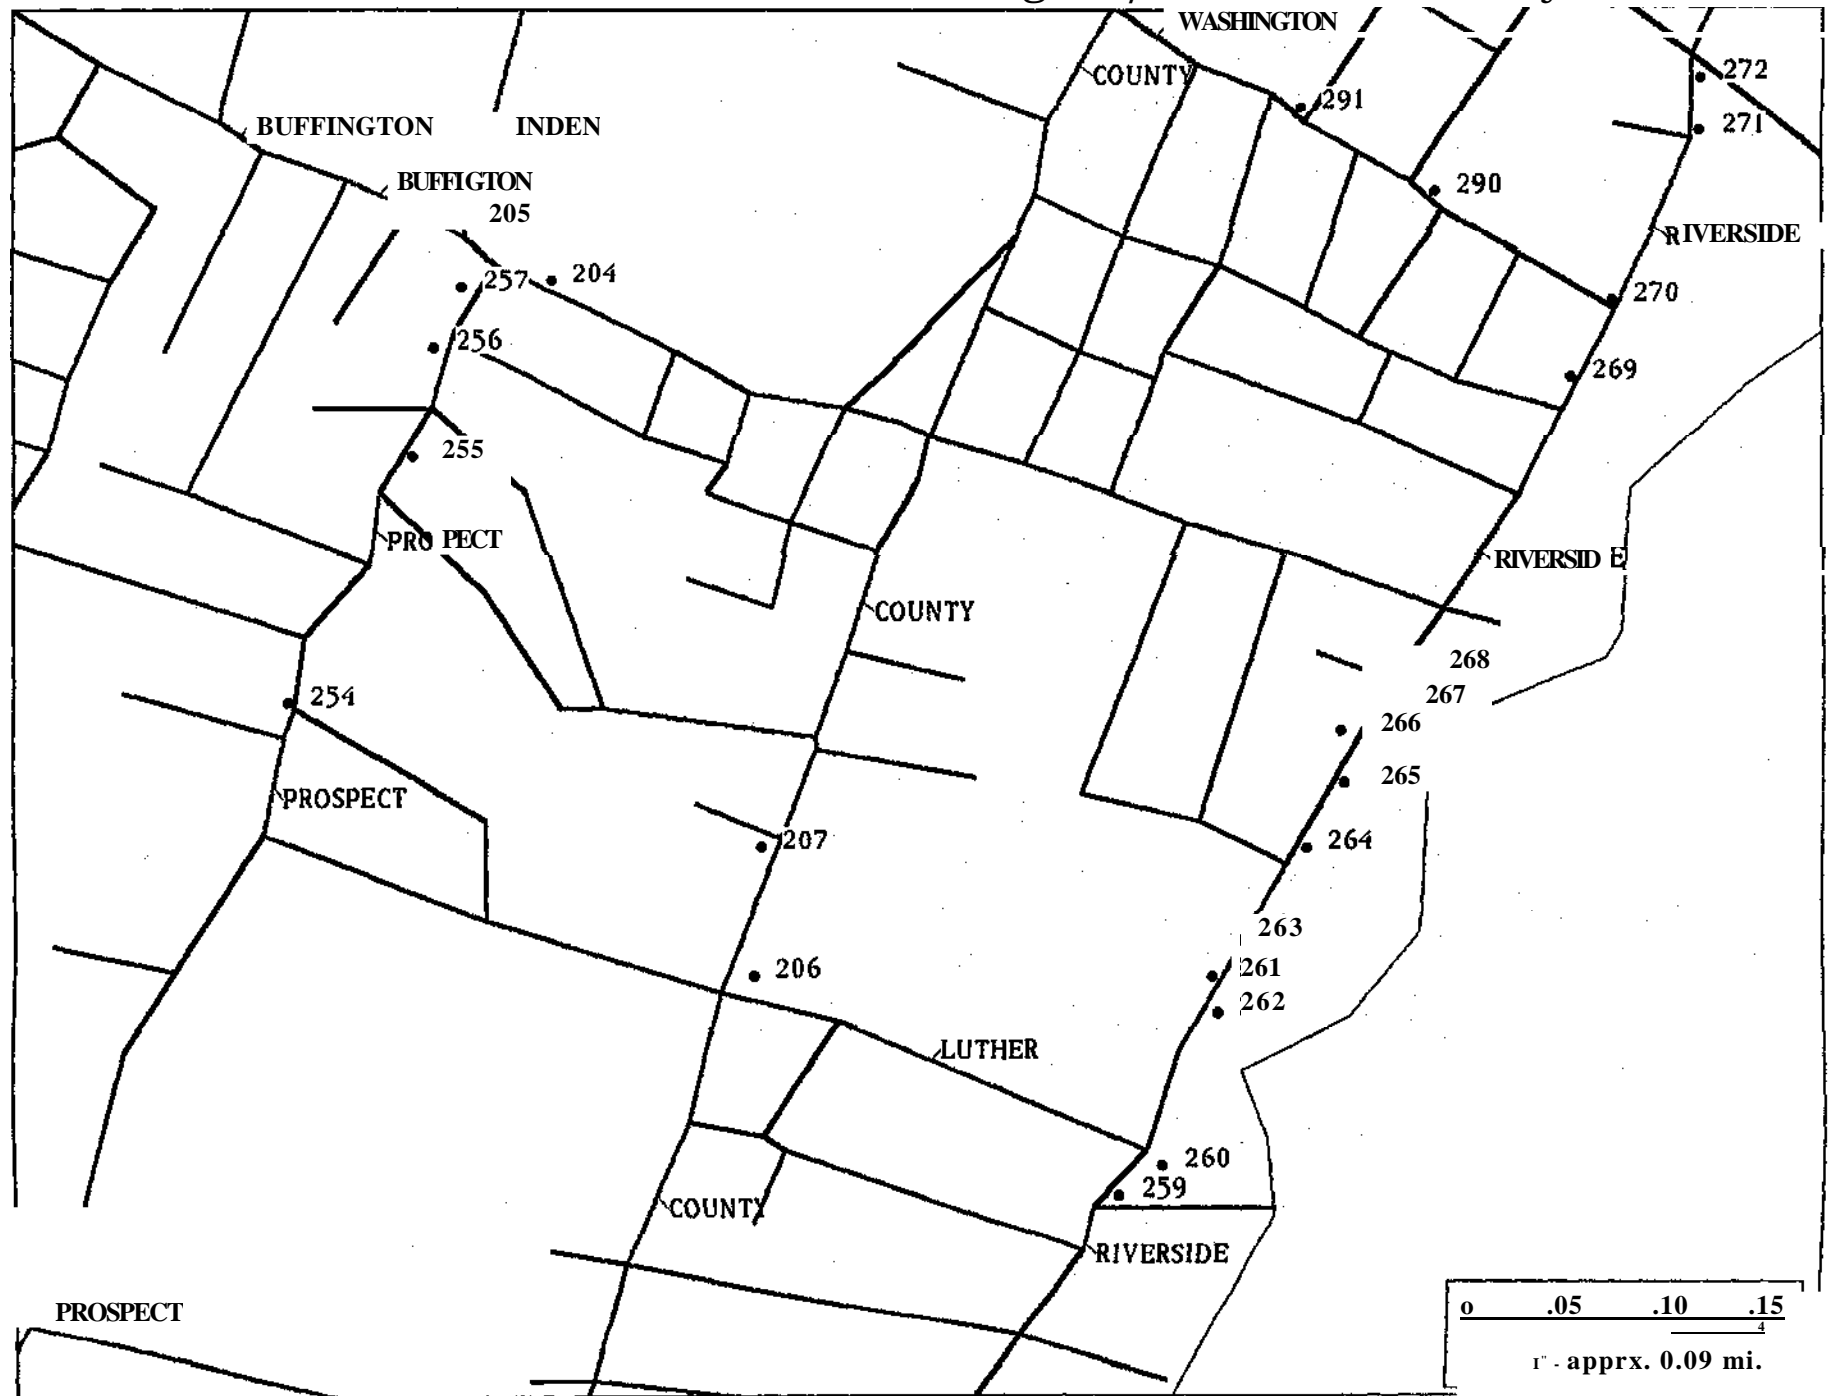 WASHINGTON
COUNTY
272
291
271
BUFFINGTON
INDEN
BUFFIGTON
290
205
RIVERSIDE
257
204
270
256
269
255
PRO PECT
RIVERSID E
COUNTY
268
267
254
266
265
PROSPECT
207
264
263
206
261
262
LUTHER
260
259
COUNTY
RIVERSIDE
PROSPECT
o .05 .10 .15
4
1" - apprx. 0.09 mi.